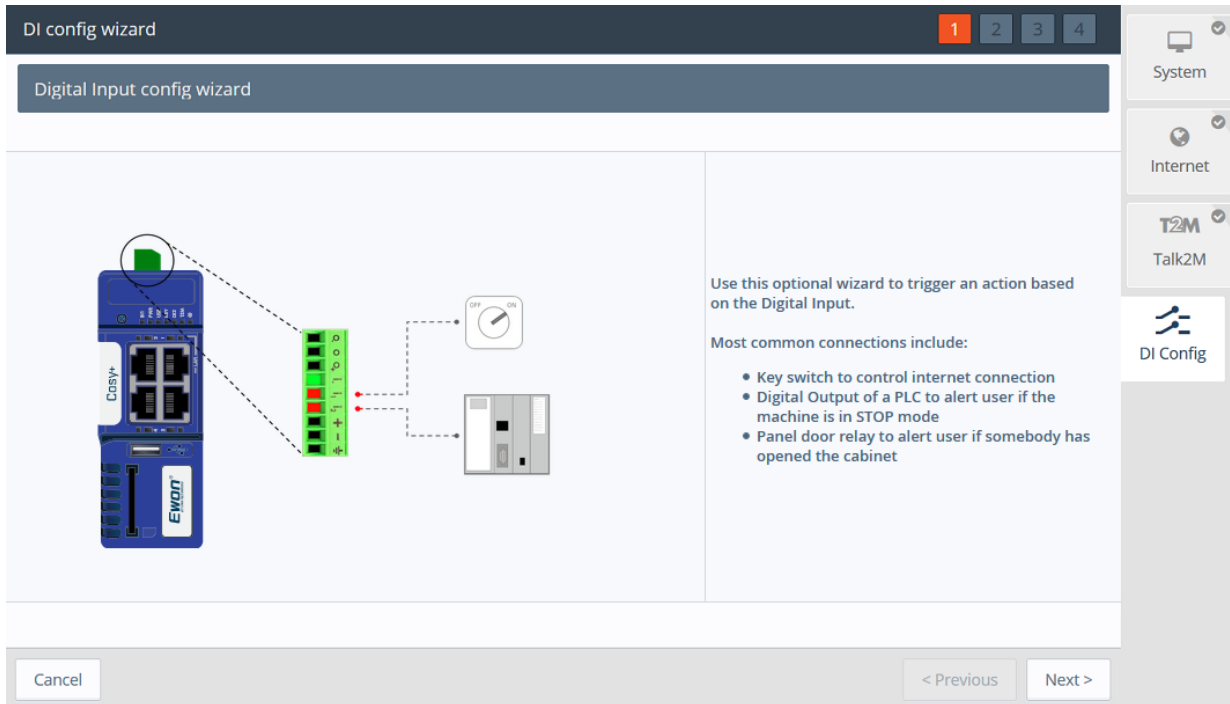 DI config wizard
1 2 3 4
Digital Input config wizard
Use this optional wizard to trigger an action based
on the Digital Input.
Most common connections include:
Key switch to control internet connection
Digital Output of a PLC to alert user if the
machine is in STOP mode
Panel door relay to alert user if somebody has
opened the cabinet
OFF ON
Cosy+
Ewon
Cancel
< Previous
Next >
System
Internet
T2M
Talk2M
DI Config